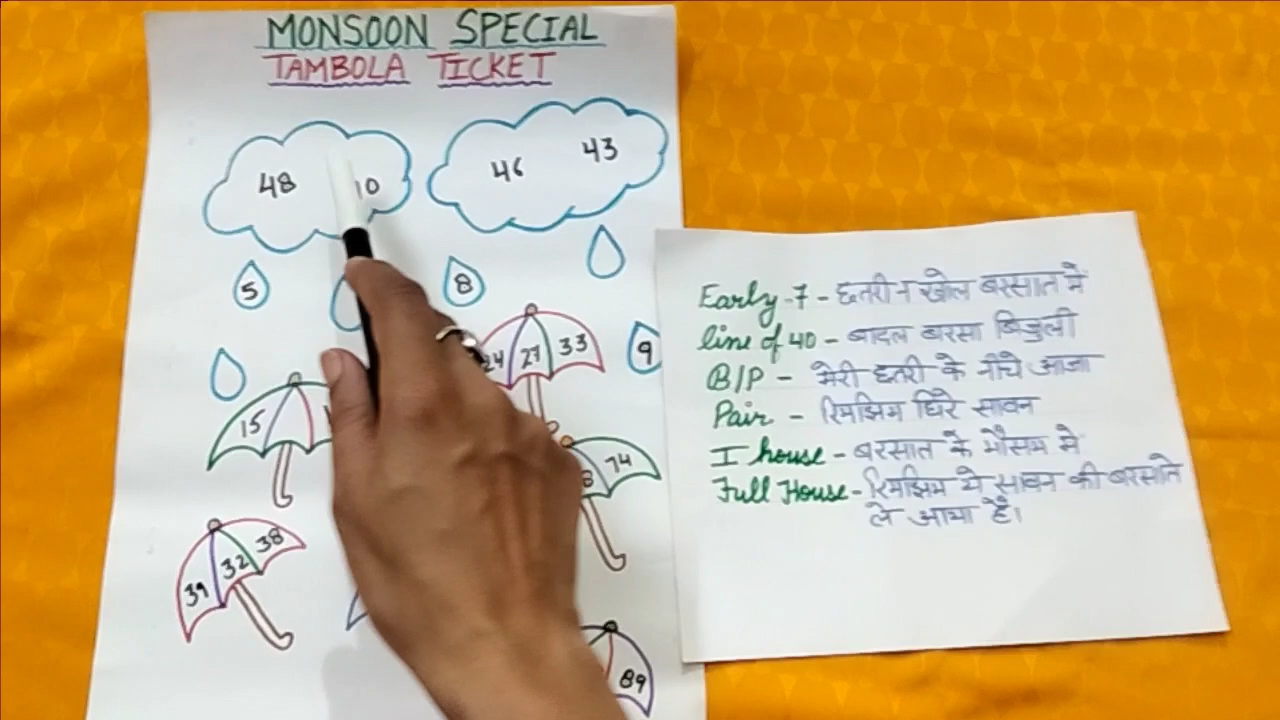 MONSOON SPECIAL
TAMBOLA TICKET
48 10
46 43
5
8
24 27 33
9
15
74
39 32 38
89
Early-7 - छतरी न खोल बरसात में
line of 40 - बादल बरसा बिजुली
B/P - मेरी छतरी के नीचे आजा
Pair - रिमझिम घिरे सावन
I house - बरसात के मौसम मे
Full House - रिमझिम ये सावन की बरसाते
ले आया है।